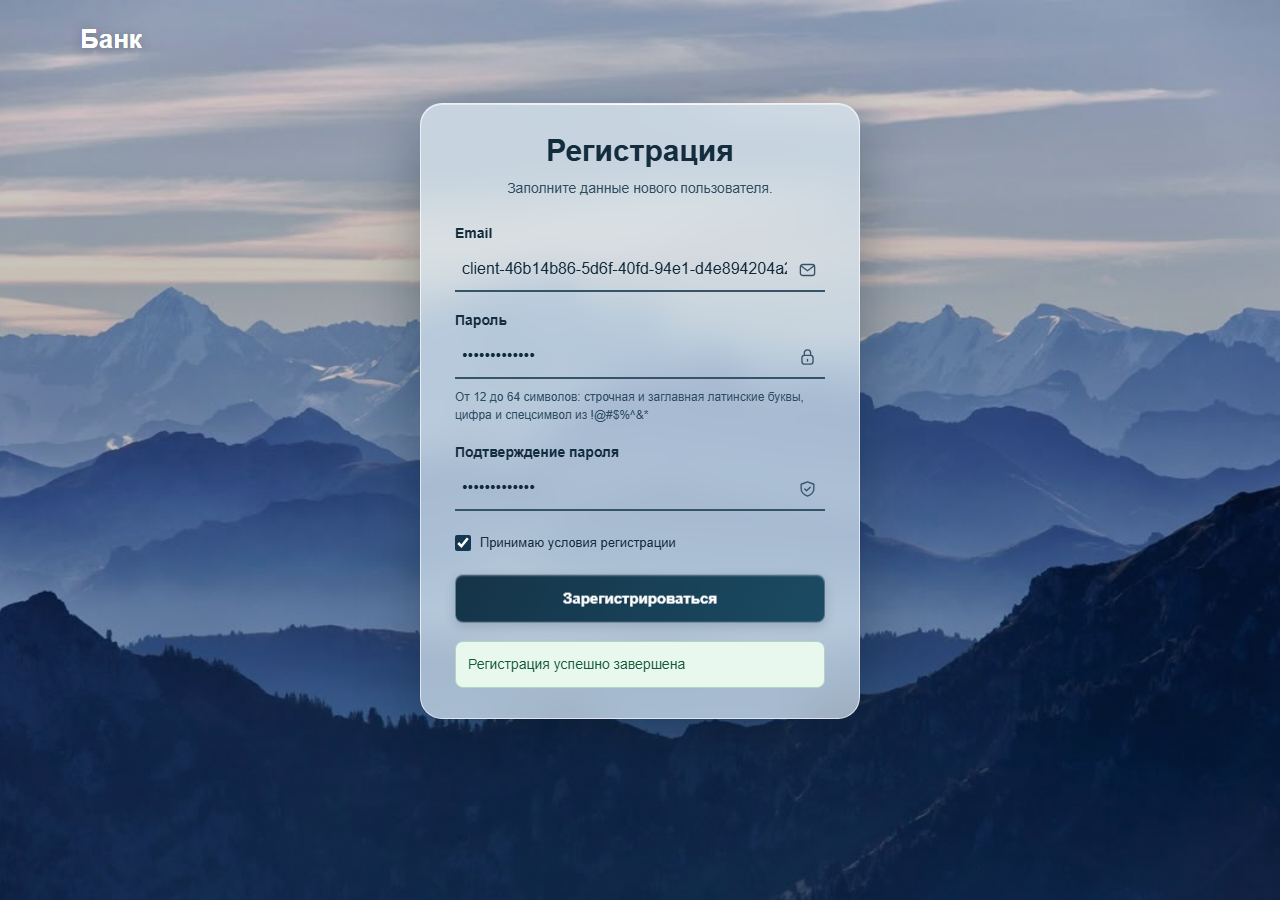 Банк
Регистрация
Заполните данные нового пользователя.
Email
client-46b14b86-5d6f-40fd-94e1-d4e894204a2
Пароль
•••••••••••••
От 12 до 64 символов: строчная и заглавная латинские буквы,
цифра и спецсимвол из !@#$%^&*
Подтверждение пароля
•••••••••••••
Принимаю условия регистрации
Зарегистрироваться
Регистрация успешно завершена